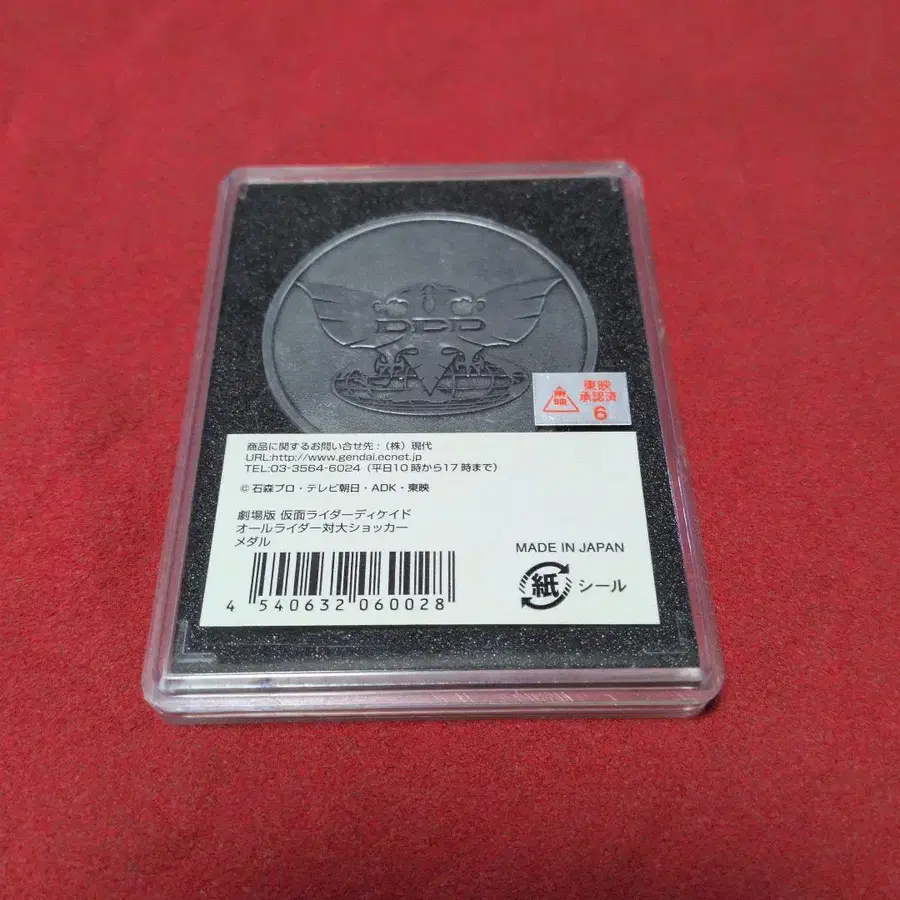 東映
東映
承認済
6
商品に関するお問い合せ先：（株）現代
URL:http://www.gendai.ecnet.jp/
TEL:03-3564-6024（平日10時から17時まで）
©石森プロ・テレビ朝日・ADK・東映
劇場版 仮面ライダーディケイド
オールライダー対大ショッカー
メダル
4 540632 060028
MADE IN JAPAN
紙 シール